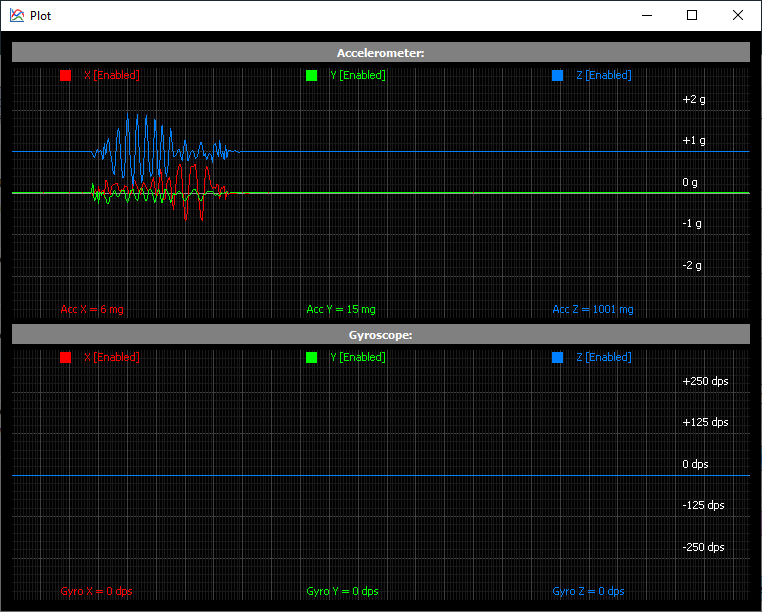 Plot
Accelerometer:
X [Enabled]
Y [Enabled]
Z [Enabled]
+2 g
+1 g
0 g
-1 g
-2 g
Acc X = 6 mg
Acc Y = 15 mg
Acc Z = 1001 mg
Gyroscope:
X [Enabled]
Y [Enabled]
Z [Enabled]
+250 dps
+125 dps
0 dps
-125 dps
-250 dps
Gyro X = 0 dps
Gyro Y = 0 dps
Gyro Z = 0 dps